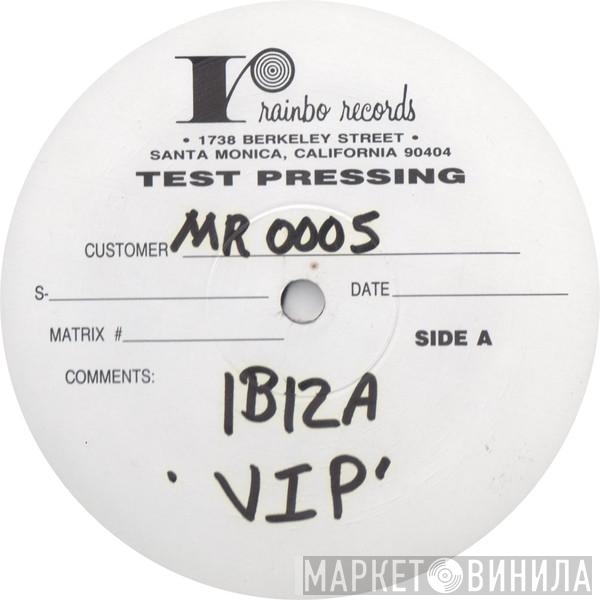 r
rainbo records
• 1738 BERKELEY STREET •
SANTA MONICA, CALIFORNIA 90404
TEST PRESSING
CUSTOMER MR 0005
S-
DATE
MATRIX #
SIDE A
COMMENTS:
IBIZA
'VIP'
МАРКЕТ ВИНИЛА